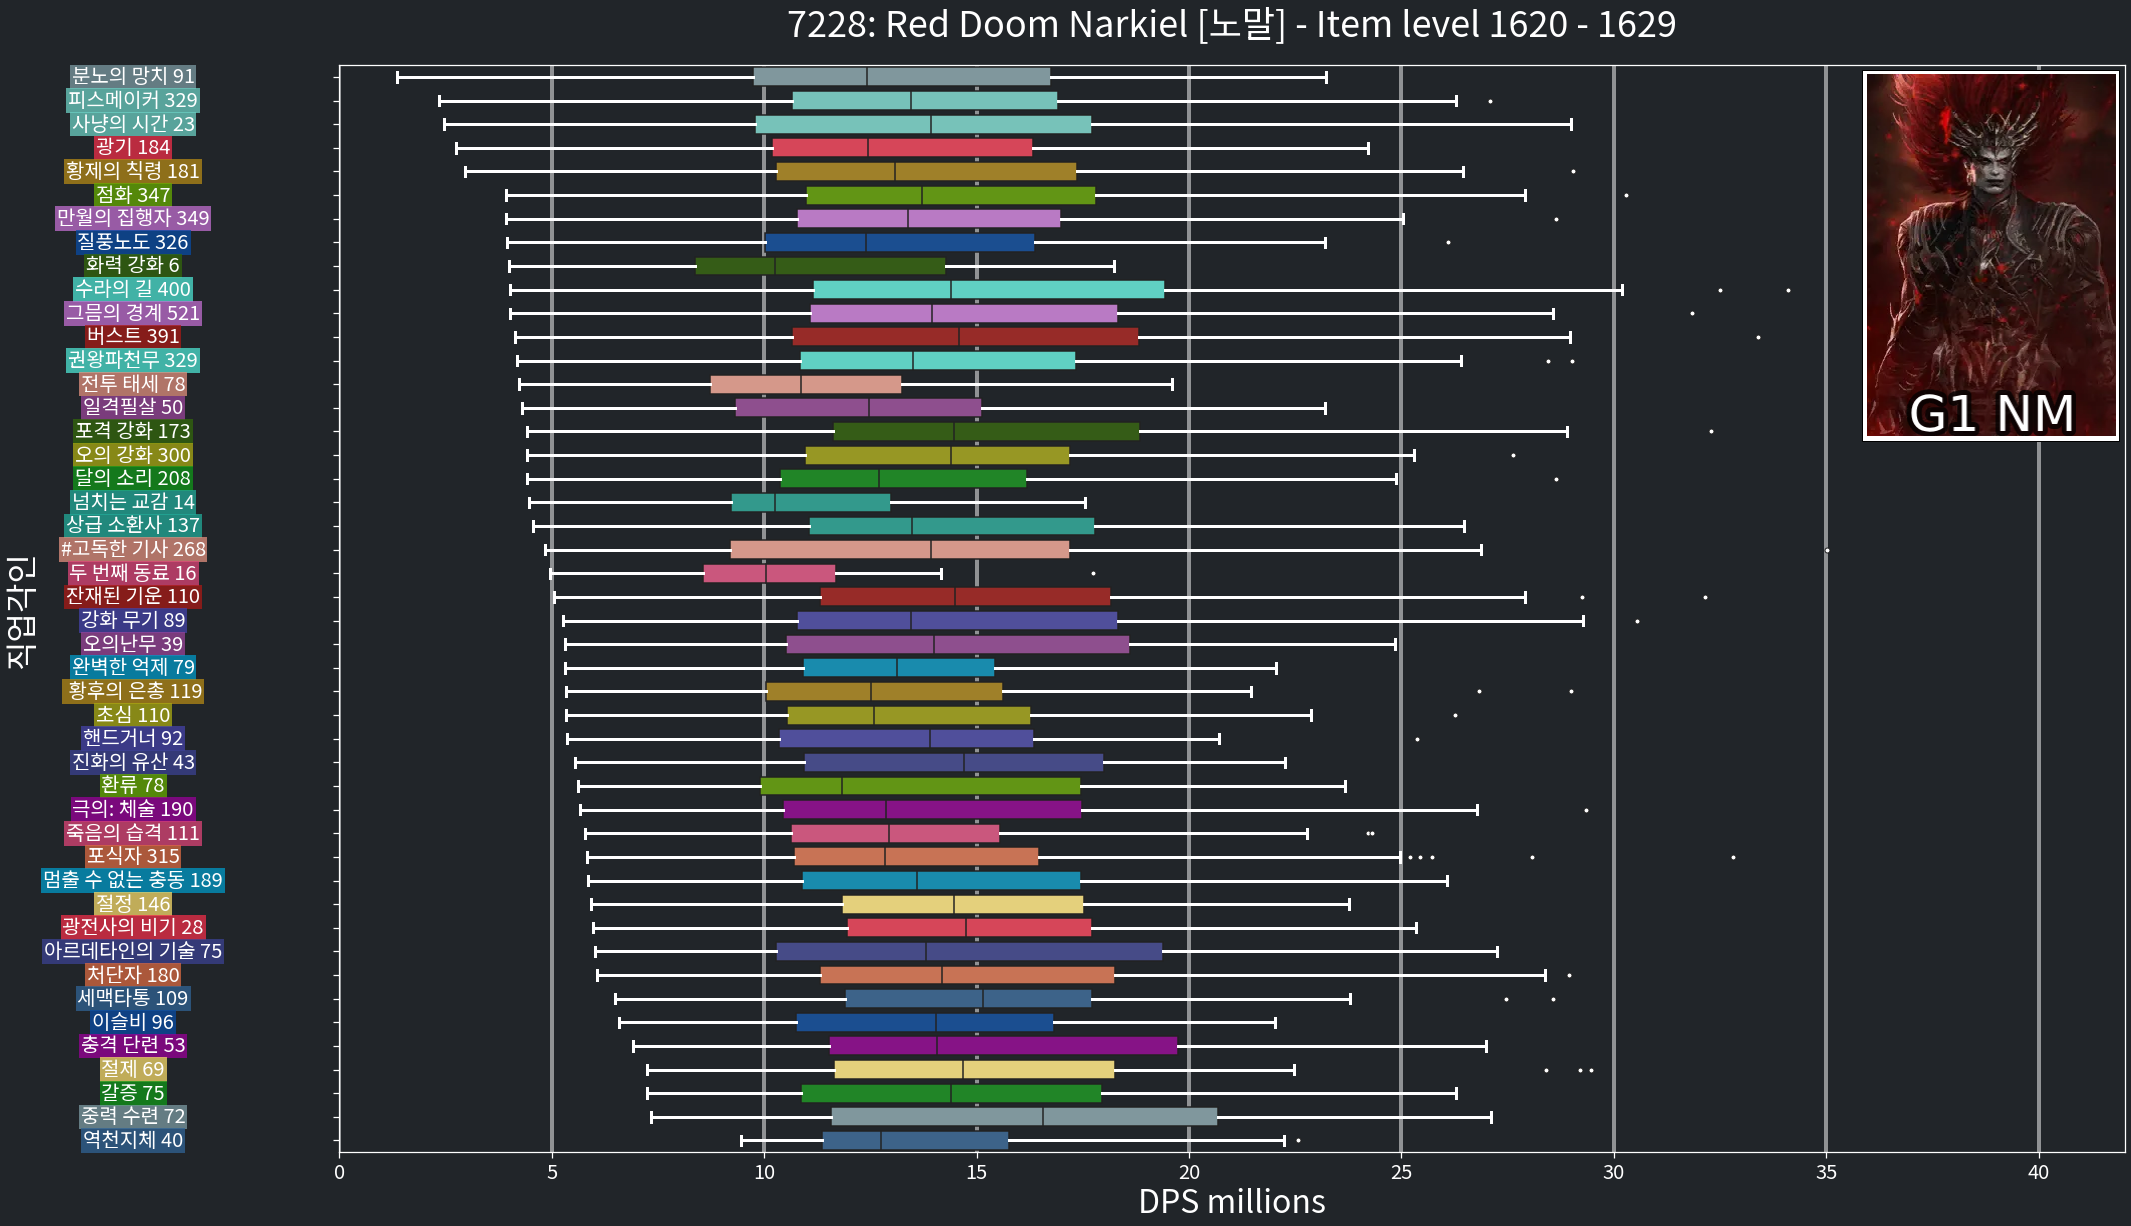 7228: Red Doom Narkiel [노말] - Item level 1620 - 1629
분노의 망치 91
피스메이커 329
사냥의 시간 23
광기 184
황제의 칙령 181
점화 347
만월의 집행자 349
질풍노도 326
화력 강화 6
수라의 길 400
그믐의 경계 521
버스트 391
권왕파천무 329
전투 태세 78
일격필살 50
포격 강화 173
오의 강화 300
달의 소리 208
넘치는 교감 14
상급 소환사 137
#고독한 기사 268
두 번째 동료 16
잔재된 기운 110
강화 무기 89
오의난무 39
완벽한 억제 79
황후의 은총 119
초심 110
핸드거너 92
진화의 유산 43
환류 78
극의: 체술 190
죽음의 습격 111
포식자 315
멈출 수 없는 충동 189
절정 146
광전사의 비기 28
아르데타인의 기술 75
처단자 180
세맥타통 109
이슬비 96
충격 단련 53
절제 69
갈증 75
중력 수련 72
역천지체 40
직업각인
G1 NM
0 5 10 15 20 25 30 35 40
DPS millions